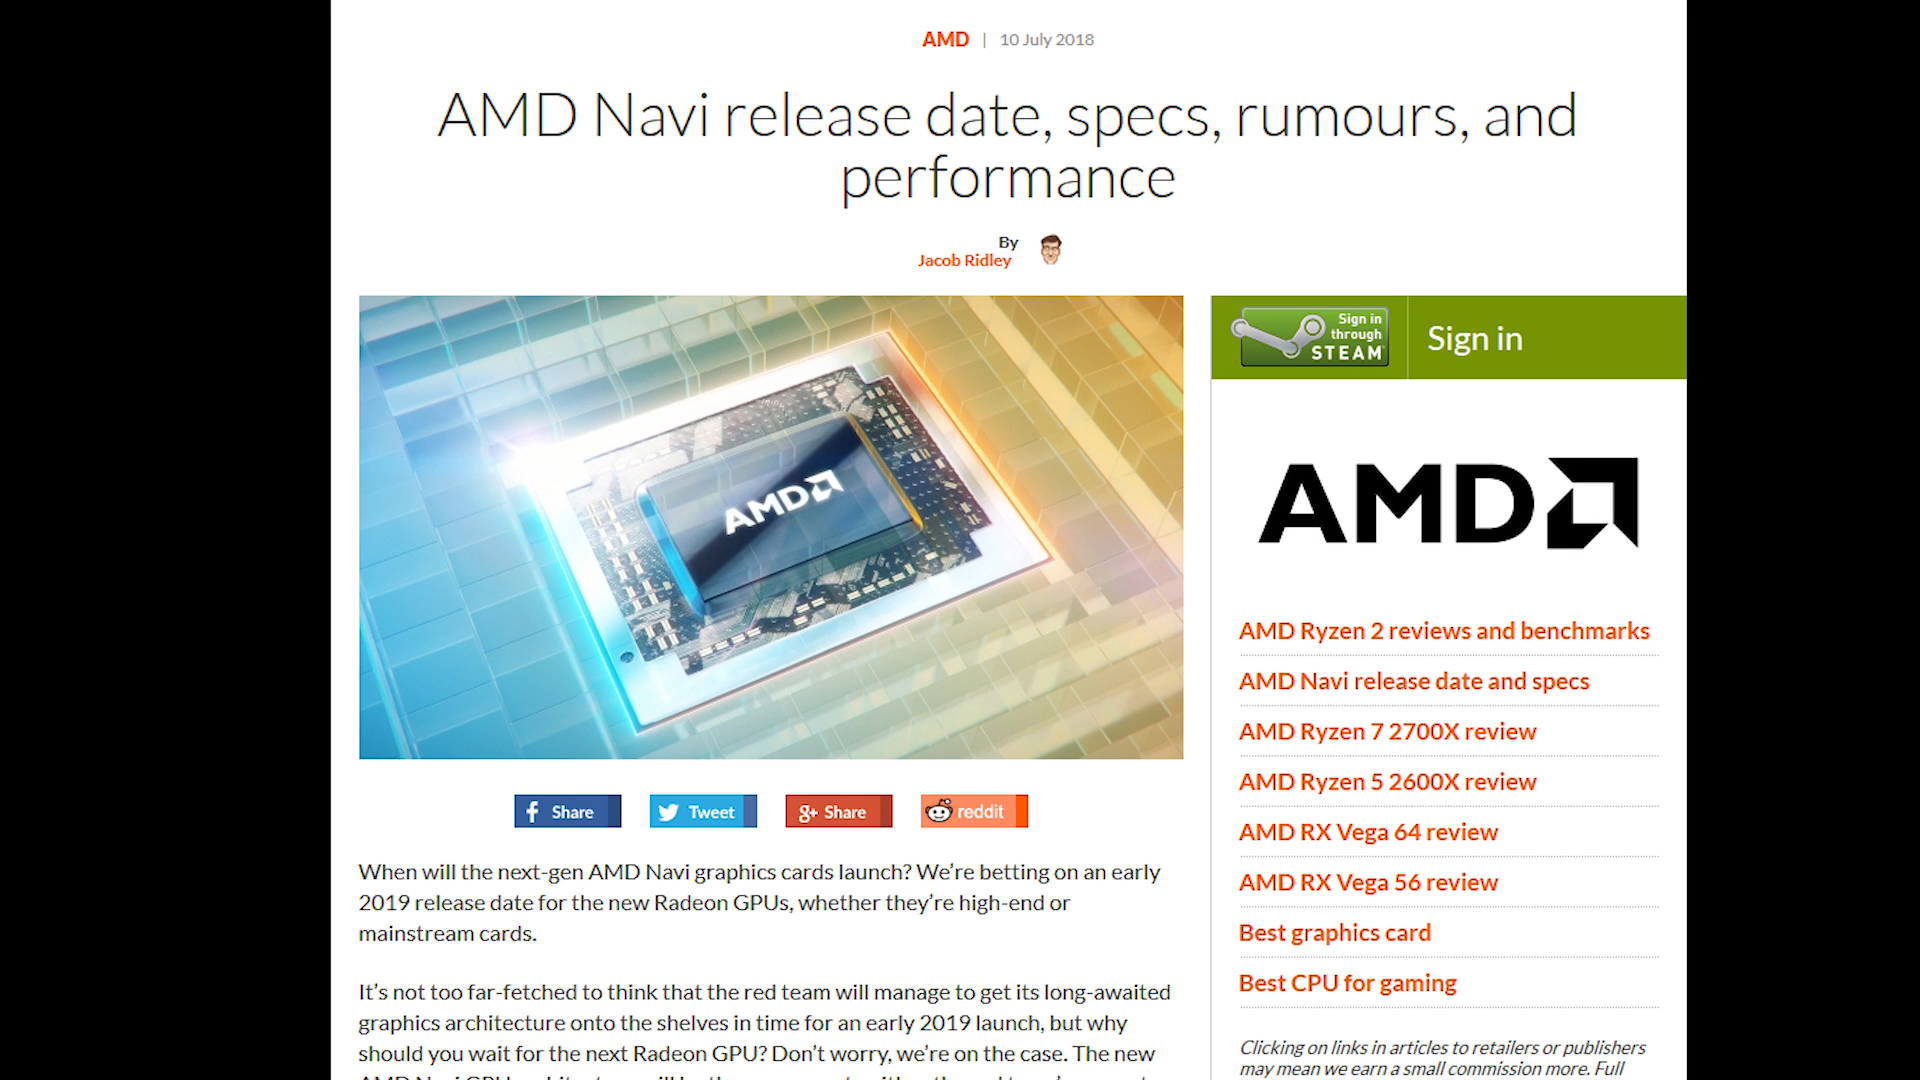 AMD | 10 July 2018
AMD Navi release date, specs, rumours, and
performance
By
Jacob Ridley
AMD
Share
Tweet
g+ Share
reddit
When will the next-gen AMD Navi graphics cards launch? We’re betting on an early
2019 release date for the new Radeon GPUs, whether they’re high-end or
mainstream cards.
It’s not too far-fetched to think that the red team will manage to get its long-awaited
graphics architecture onto the shelves in time for an early 2019 launch, but why
should you wait for the next Radeon GPU? Don’t worry, we’re on the case. The new
Sign in
through
STEAM
Sign in
AMD
AMD Ryzen 2 reviews and benchmarks
AMD Navi release date and specs
AMD Ryzen 7 2700X review
AMD Ryzen 5 2600X review
AMD RX Vega 64 review
AMD RX Vega 56 review
Best graphics card
Best CPU for gaming
Clicking on links in articles to retailers or publishers
may mean we earn a small commission more. Full